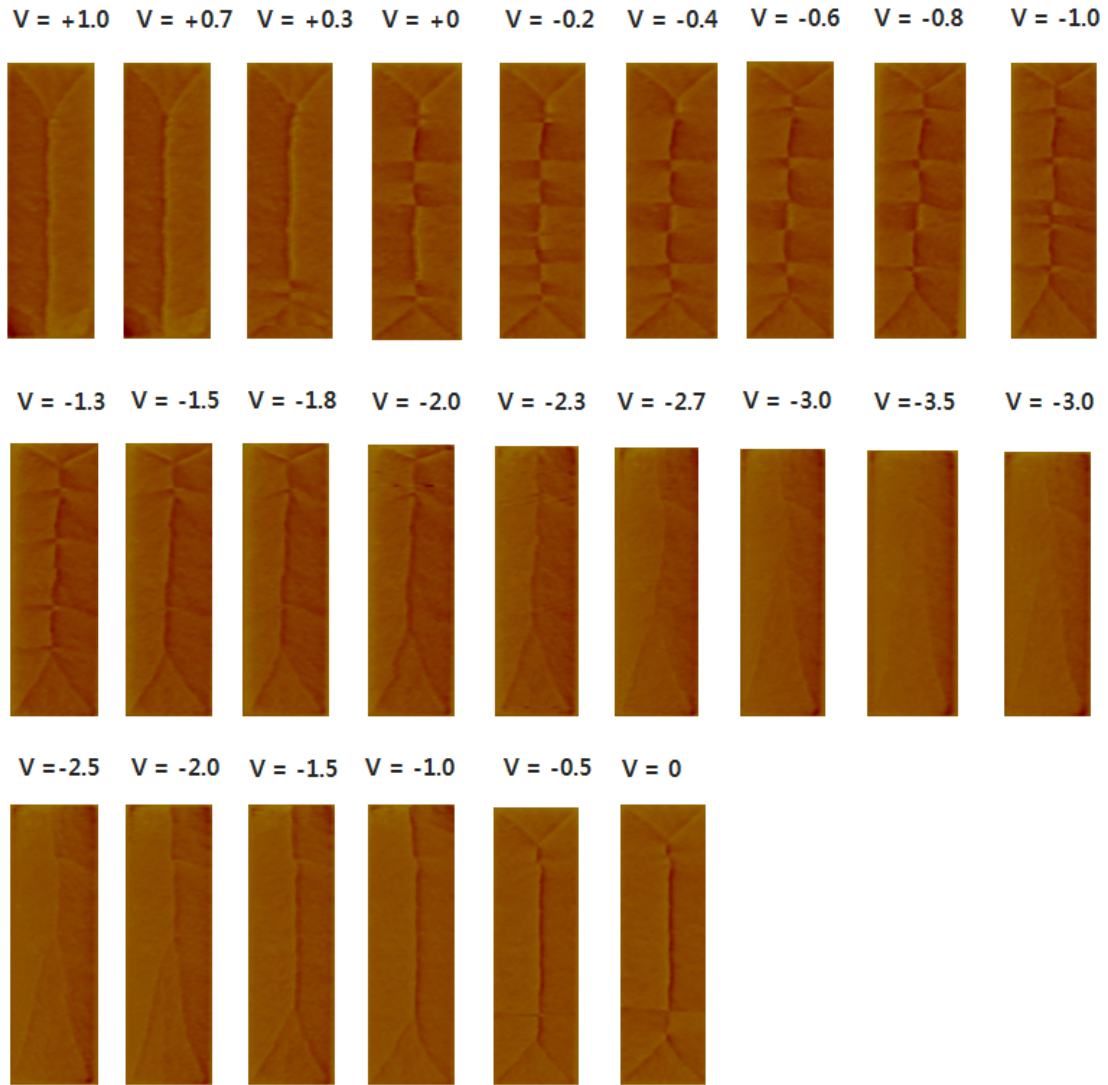 V = +1.0 V = +0.7 V = +0.3 V = +0 V = -0.2 V = -0.4 V = -0.6 V = -0.8 V = -1.0
V = -1.3 V = -1.5 V = -1.8 V = -2.0 V = -2.3 V = -2.7 V = -3.0 V =-3.5 V = -3.0
V =-2.5 V = -2.0 V = -1.5 V = -1.0 V = -0.5 V = 0